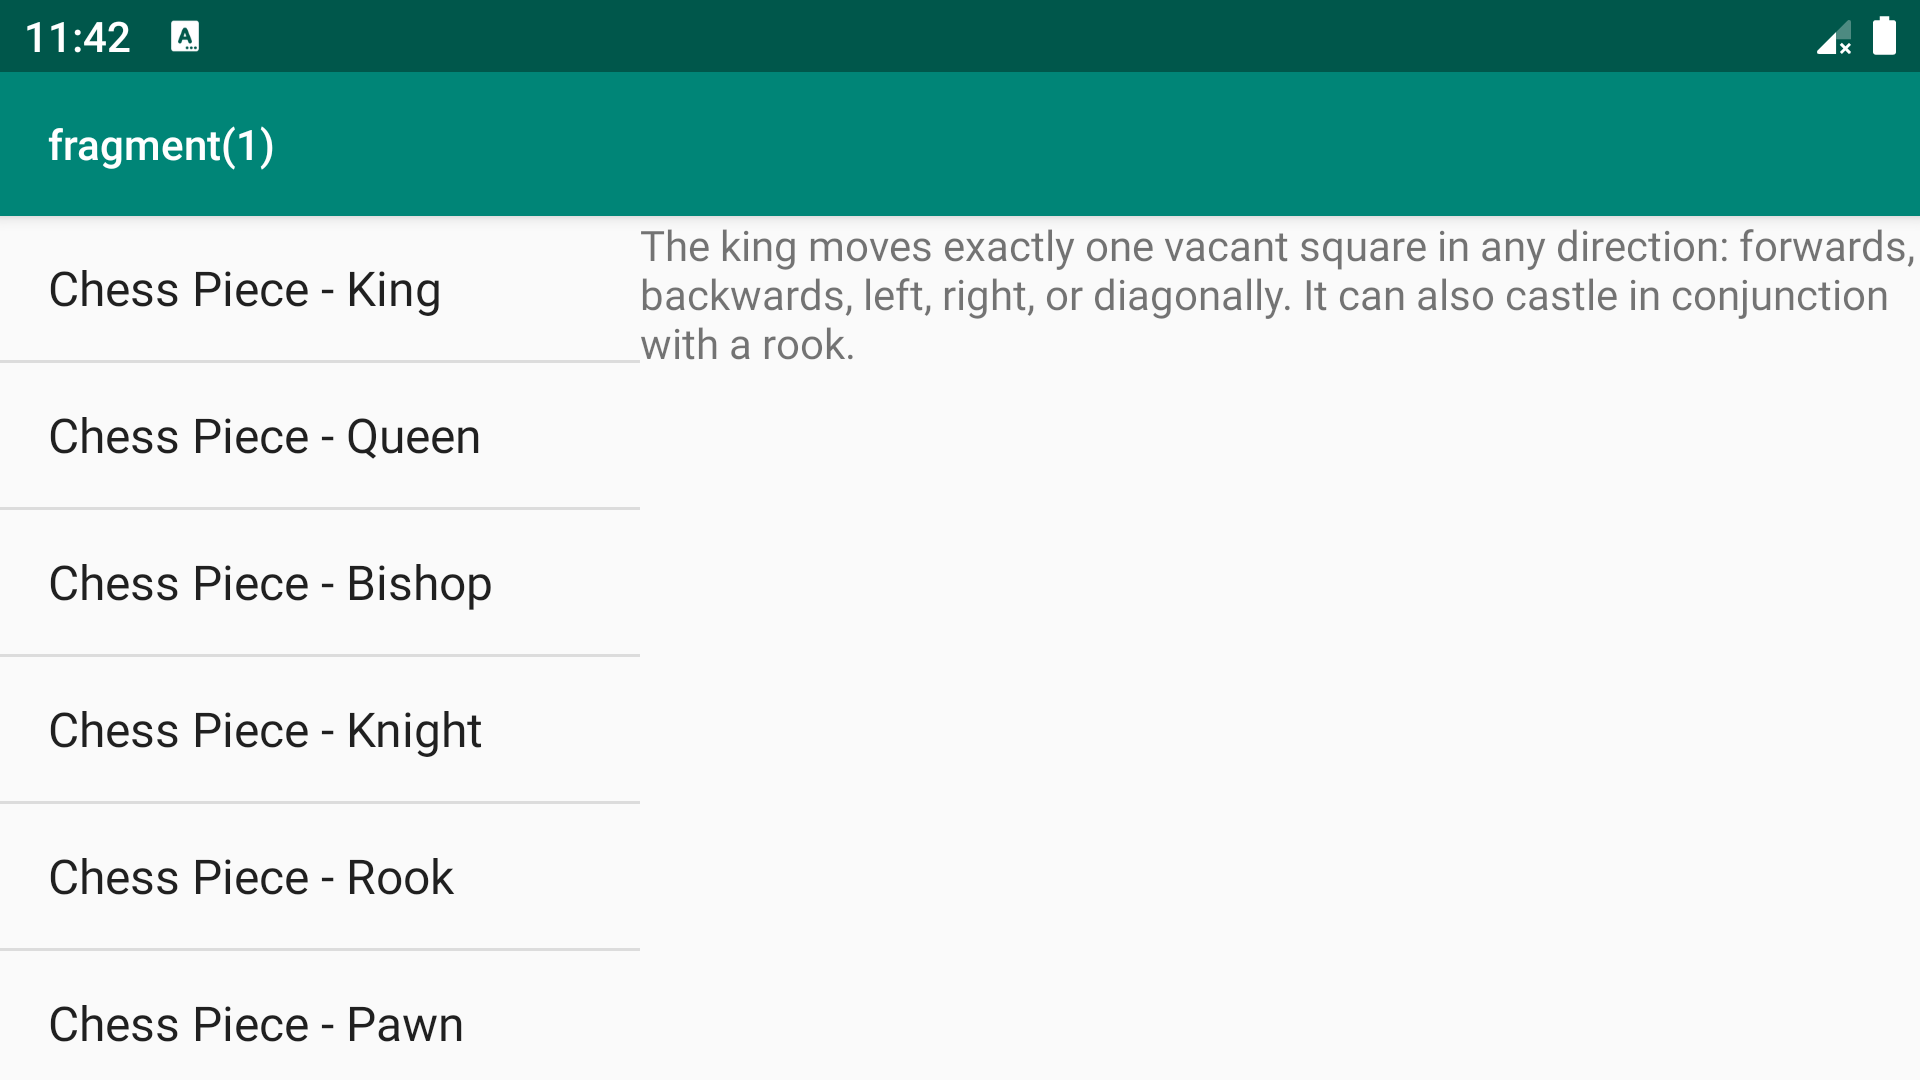 11:42
fragment(1)
Chess Piece - King
Chess Piece - Queen
Chess Piece - Bishop
Chess Piece - Knight
Chess Piece - Rook
Chess Piece - Pawn
The king moves exactly one vacant square in any direction: forwards,
backwards, left, right, or diagonally. It can also castle in conjunction
with a rook.